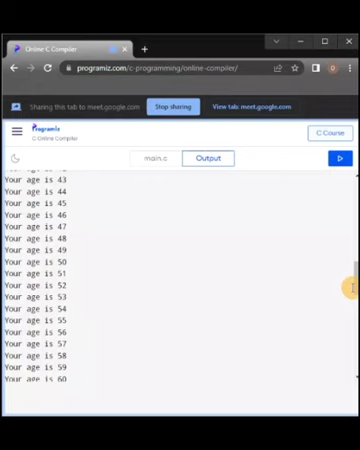 Online C Compiler
programiz.com/c-programming/online-compiler/
Sharing this tab to meet.google.com
Stop sharing
View tab: meet.google.com
Programiz
C Online Compiler
C Course
main.c
Output
Your age is 43
Your age is 44
Your age is 45
Your age is 46
Your age is 47
Your age is 48
Your age is 49
Your age is 50
Your age is 51
Your age is 52
Your age is 53
Your age is 54
Your age is 55
Your age is 56
Your age is 57
Your age is 58
Your age is 59
Your age is 60